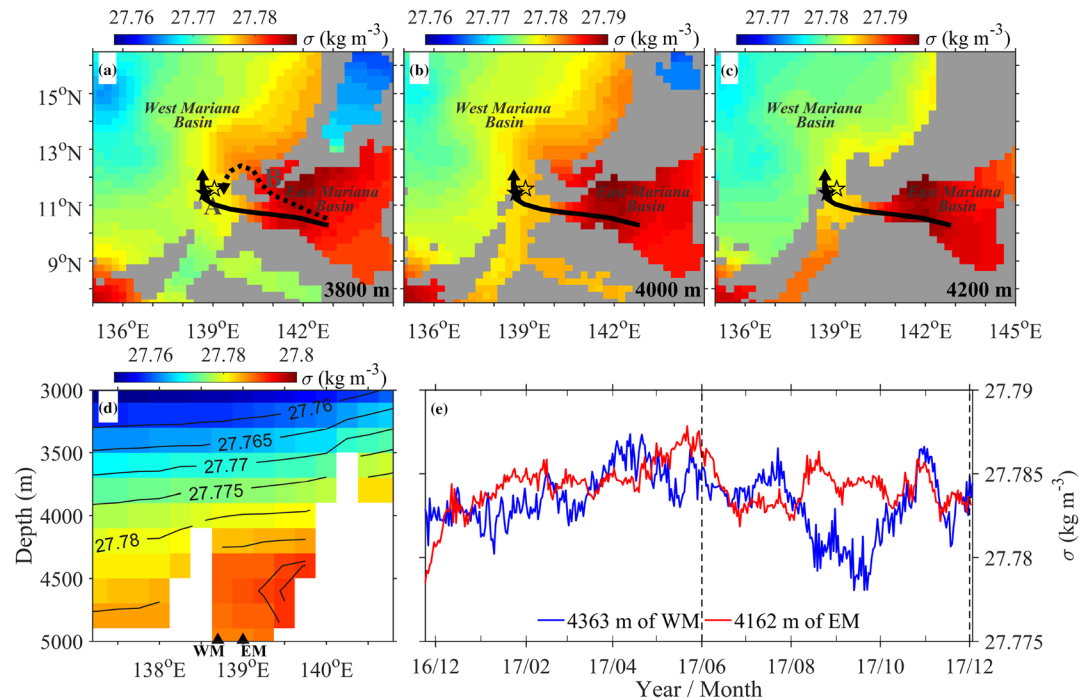 27.76 27.77 27.78
σ (kg m-3)
27.77 27.78 27.79
σ (kg m-3)
27.77 27.78 27.79
σ (kg m-3)
(a)
(b)
(c)
15°N
13°N
11°N
9°N
West Mariana
Basin
B
A
East Mariana
Basin
3800 m
West Mariana
Basin
East Mariana
Basin
4000 m
West Mariana
Basin
East Mariana
Basin
4200 m
136°E 139°E 142°E
136°E 139°E 142°E
136°E 139°E 142°E 145°E
27.76 27.78 27.8
σ (kg m-3)
(d)
Depth (m)
3000
3500
4000
4500
5000
27.76
27.765
27.77
27.775
27.78
WM EM
138°E 139°E 140°E
(e)
27.79
27.785
27.78
27.775
σ (kg m-3)
4363 m of WM 4162 m of EM
16/12 17/02 17/04 17/06 17/08 17/10 17/12
Year / Month